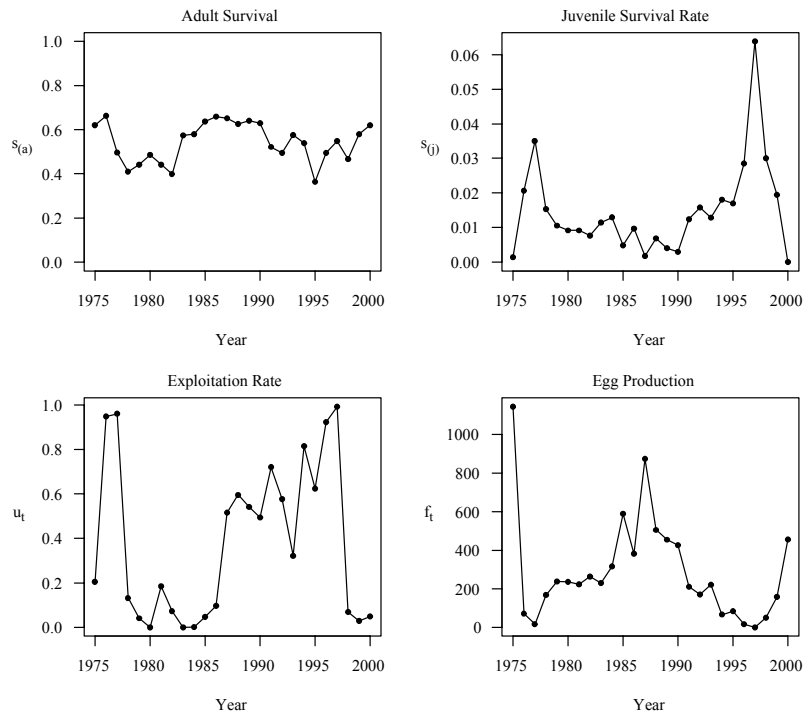 Adult Survival
1.0
0.8
0.6
0.4
0.2
0.0
s(a)
1975 1980 1985 1990 1995 2000
Year
Juvenile Survival Rate
0.06
0.05
0.04
0.03
0.02
0.01
0.00
s(j)
1975 1980 1985 1990 1995 2000
Year
Exploitation Rate
1.0
0.8
0.6
0.4
0.2
0.0
ut
1975 1980 1985 1990 1995 2000
Year
Egg Production
1000
800
600
400
200
0
ft
1975 1980 1985 1990 1995 2000
Year